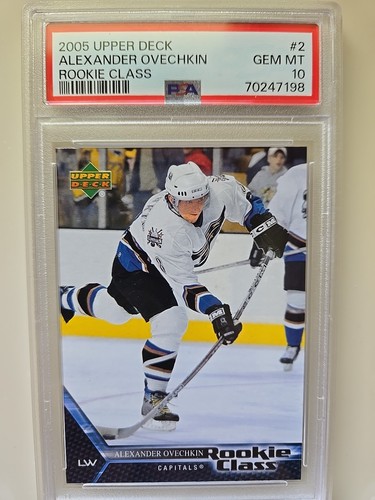 2005 UPPER DECK #2
ALEXANDER OVECHKIN GEM MT
ROOKIE CLASS 10
PSA 70247198
UPPER
DECK
CCM
LW ALEXANDER OVECHKIN Rookie
CAPITALS® Class